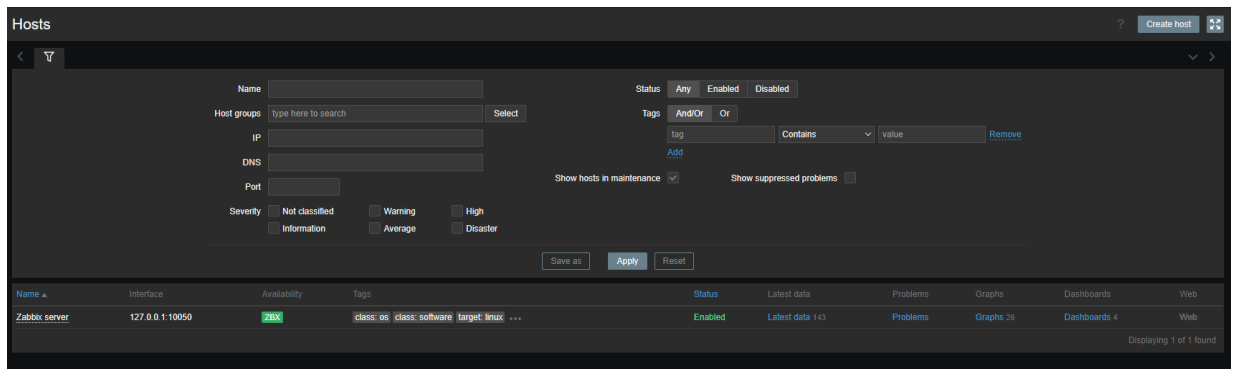 Hosts ? Create host
Name Status Any Enabled Disabled
Host groups type here to search Select Tags And/Or Or
IP tag Contains value Remove
Add
DNS
Show hosts in maintenance Show suppressed problems
Port
Severity Not classified Warning High
Information Average Disaster
Save as Apply Reset
Name Interface Availability Tags Status Latest data Problems Graphs Dashboards Web
Zabbix server 127.0.0.1:10050 ZBX class: os class: software target: linux ••• Enabled Latest data 143 Problems Graphs 26 Dashboards 4 Web
Displaying 1 of 1 found